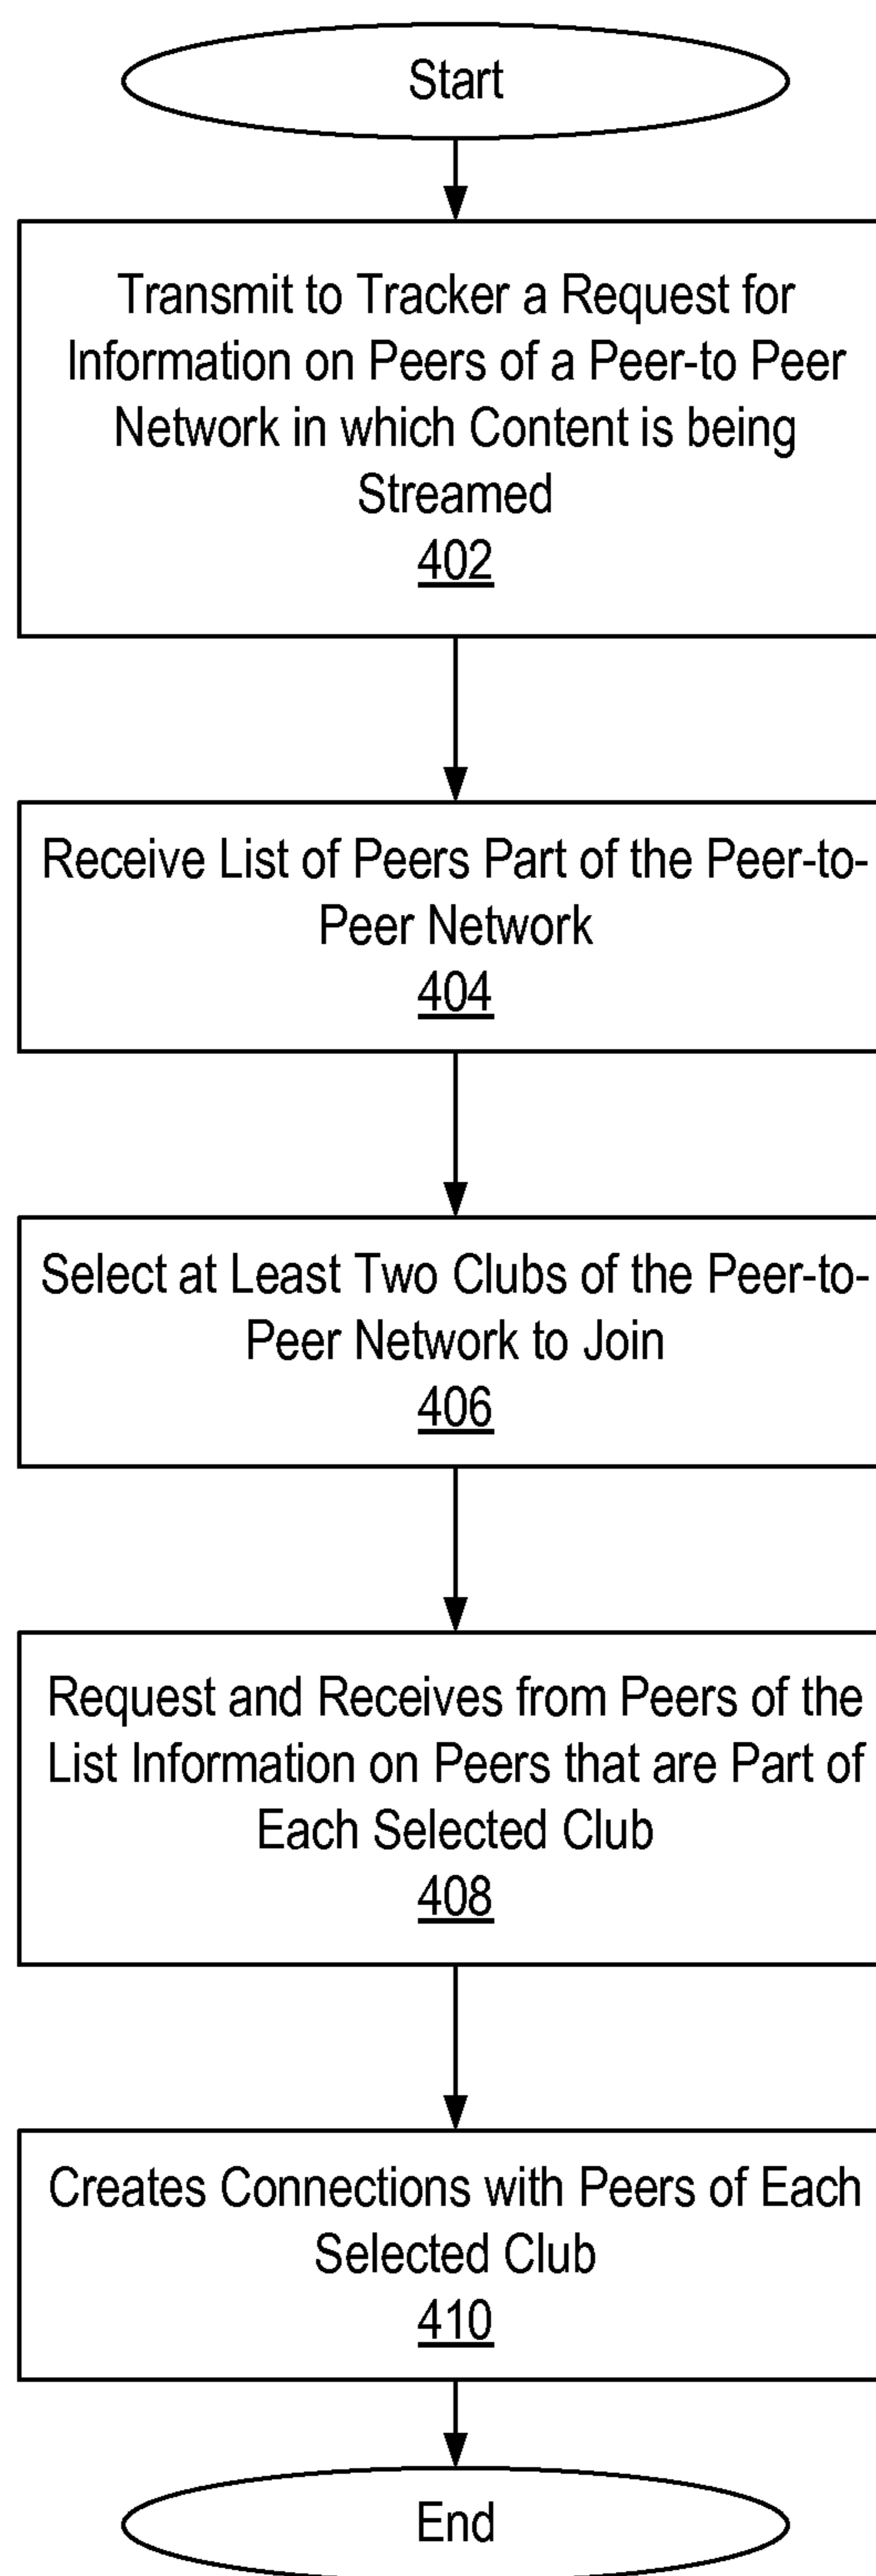 Start
Transmit to Tracker a Request for
Information on Peers of a Peer-to Peer
Network in which Content is being
Streamed
402
Receive List of Peers Part of the Peer-to-
Peer Network
404
Select at Least Two Clubs of the Peer-to-
Peer Network to Join
406
Request and Receives from Peers of the
List Information on Peers that are Part of
Each Selected Club
408
Creates Connections with Peers of Each
Selected Club
410
End